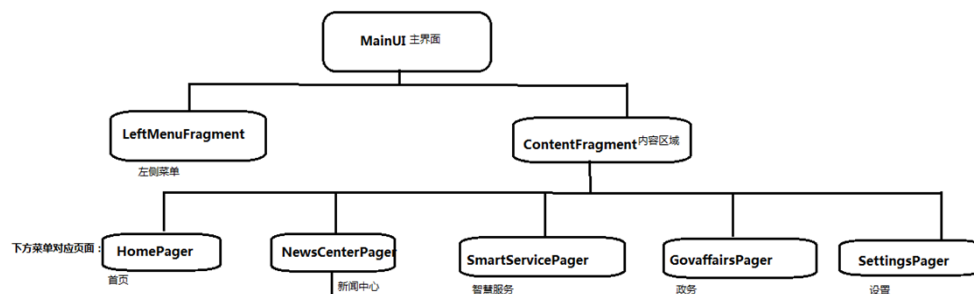 MainUI 主界面
LeftMenuFragment
ContentFragment 内容区域
左侧菜单
下方菜单对应页面：
HomePager
NewsCenterPager
SmartServicePager
GovaffairsPager
SettingsPager
首页
新闻中心
智慧服务
政务
设置